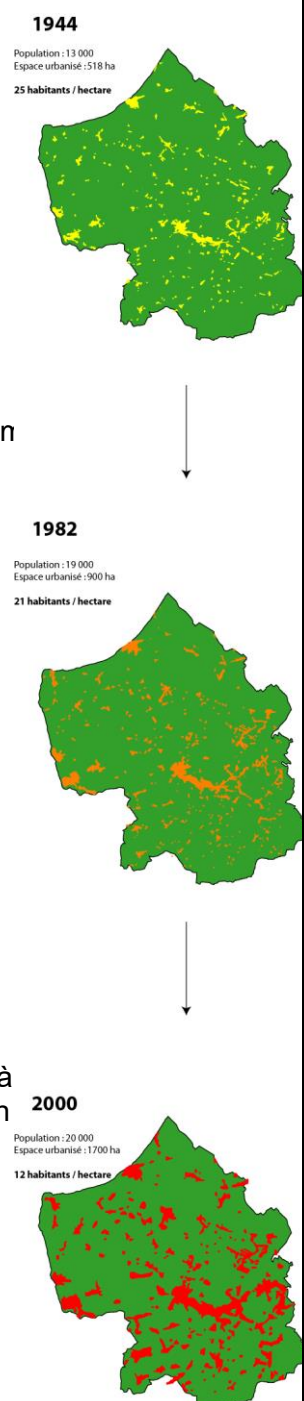 1944
Population : 13 000
Espace urbanisé : 518 ha
25 habitants / hectare
1982
Population : 19 000
Espace urbanisé : 900 ha
21 habitants / hectare
à
2000
Population : 20 000
Espace urbanisé : 1700 ha
12 habitants / hectare